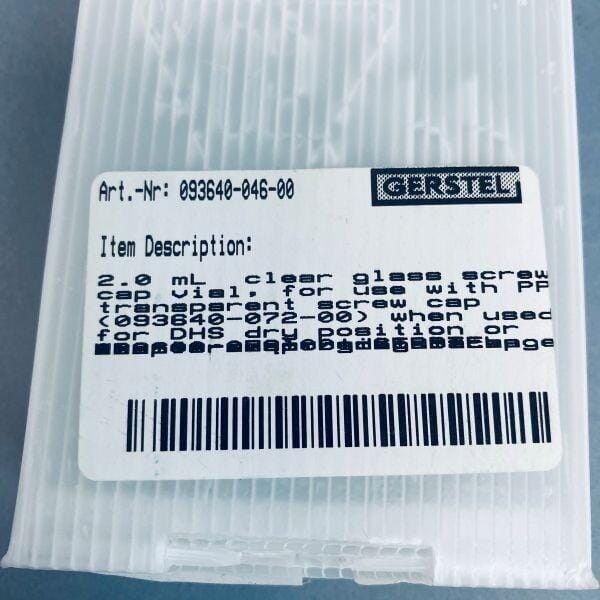 Art.-Nr: 093640-046-00
GERSTEL
Item Description:
2.0 mL clear glass screw
cap vial, for use with PP
transparent screw cap
(093640-072-00) when used
for DHS dry position or